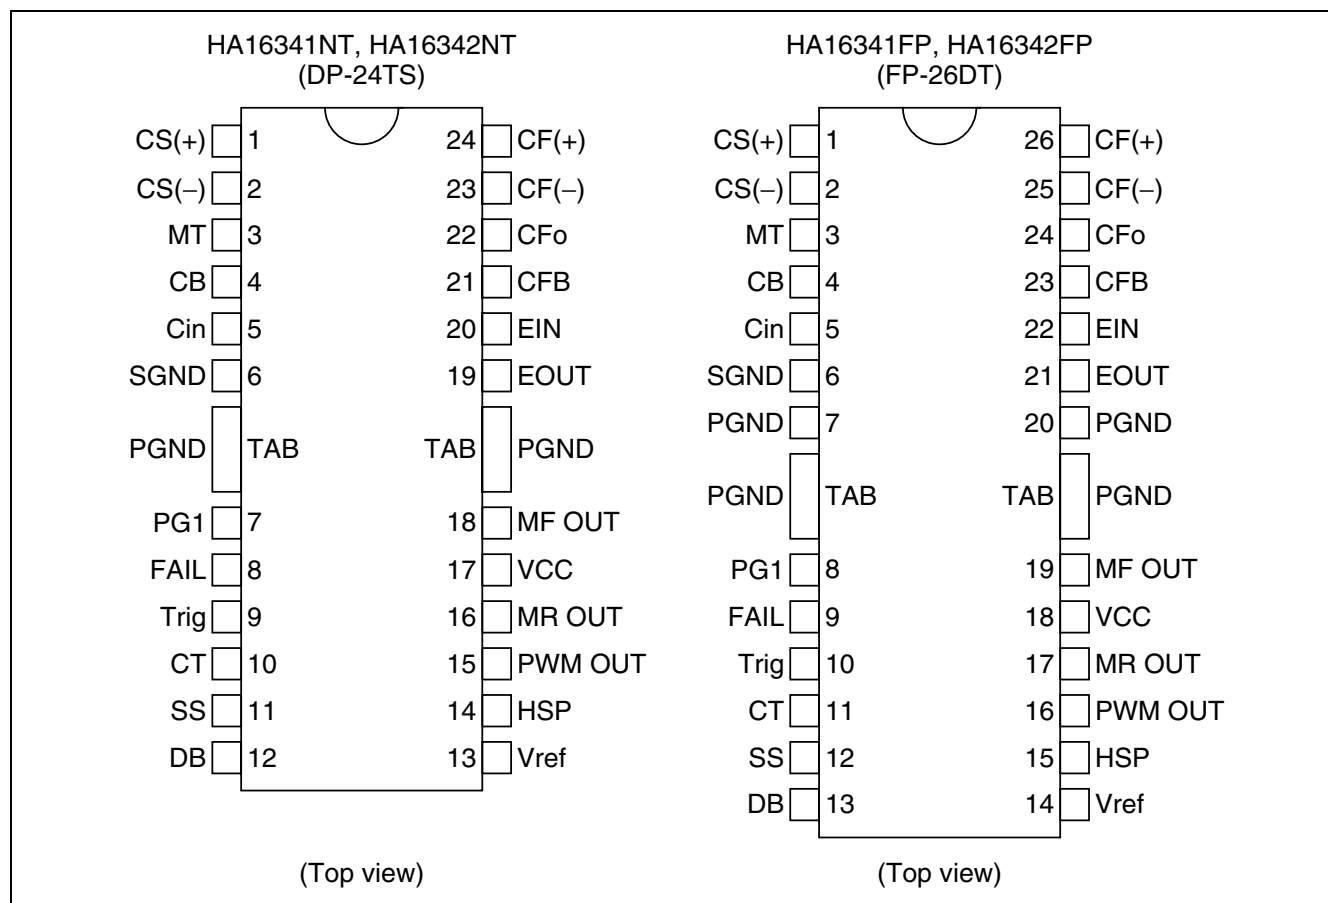 HA16341NT, HA16342NT
(DP-24TS)
CS(+) 1 24 CF(+)
CS(–) 2 23 CF(–)
MT 3 22 CFo
CB 4 21 CFB
Cin 5 20 EIN
SGND 6 19 EOUT
PGND TAB TAB PGND
PG1 7 18 MF OUT
FAIL 8 17 VCC
Trig 9 16 MR OUT
CT 10 15 PWM OUT
SS 11 14 HSP
DB 12 13 Vref
(Top view)
HA16341FP, HA16342FP
(FP-26DT)
CS(+) 1 26 CF(+)
CS(–) 2 25 CF(–)
MT 3 24 CFo
CB 4 23 CFB
Cin 5 22 EIN
SGND 6 21 EOUT
PGND 7 20 PGND
PGND TAB TAB PGND
PG1 8 19 MF OUT
FAIL 9 18 VCC
Trig 10 17 MR OUT
CT 11 16 PWM OUT
SS 12 15 HSP
DB 13 14 Vref
(Top view)